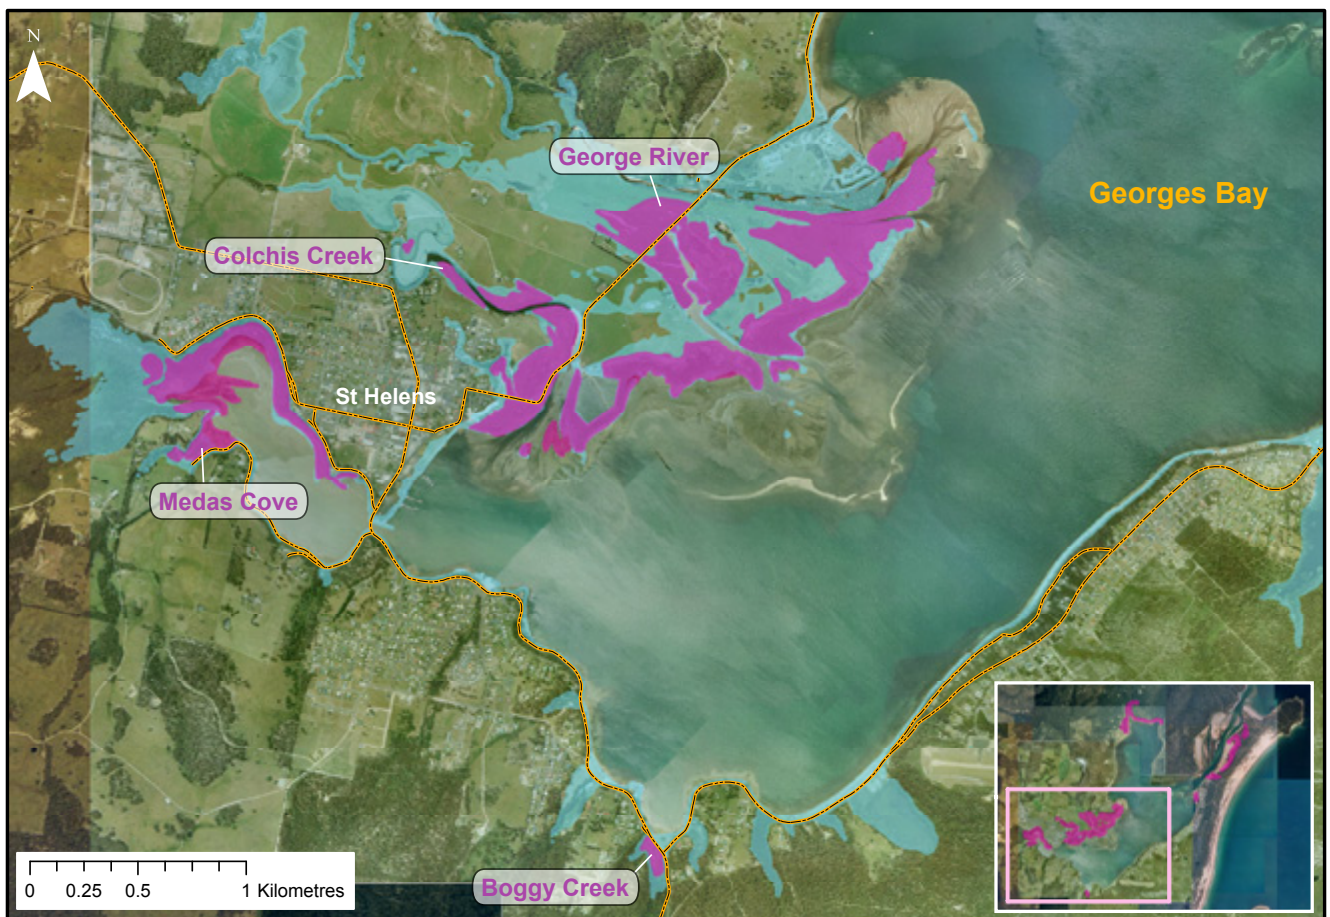 N
George River
Georges Bay
Colchis Creek
St Helens
Medas Cove
Boggy Creek
0 0.25 0.5 1 Kilometres